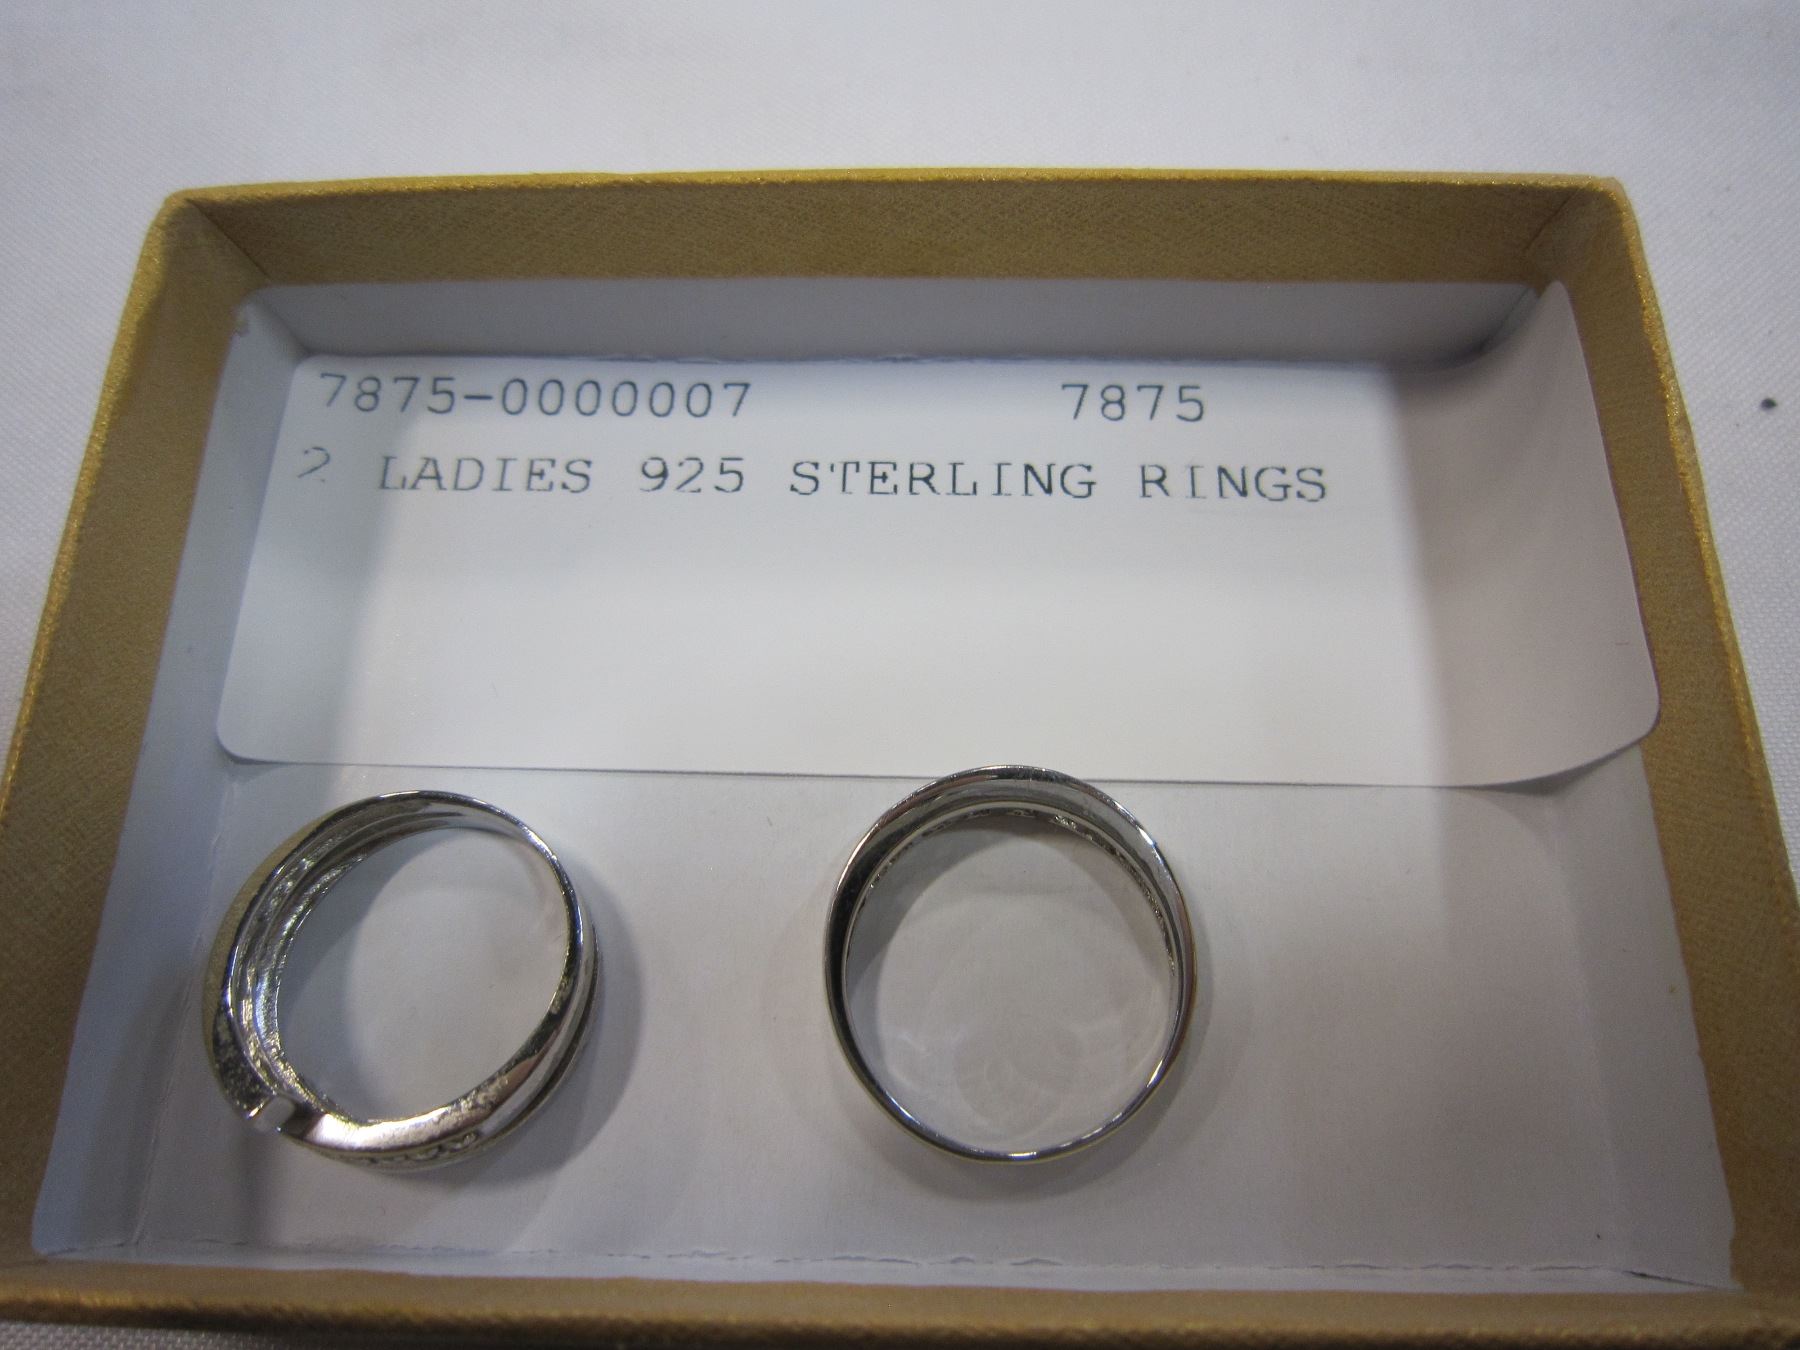 7875-0000007 7875
2 LADIES 925 STERLING RINGS